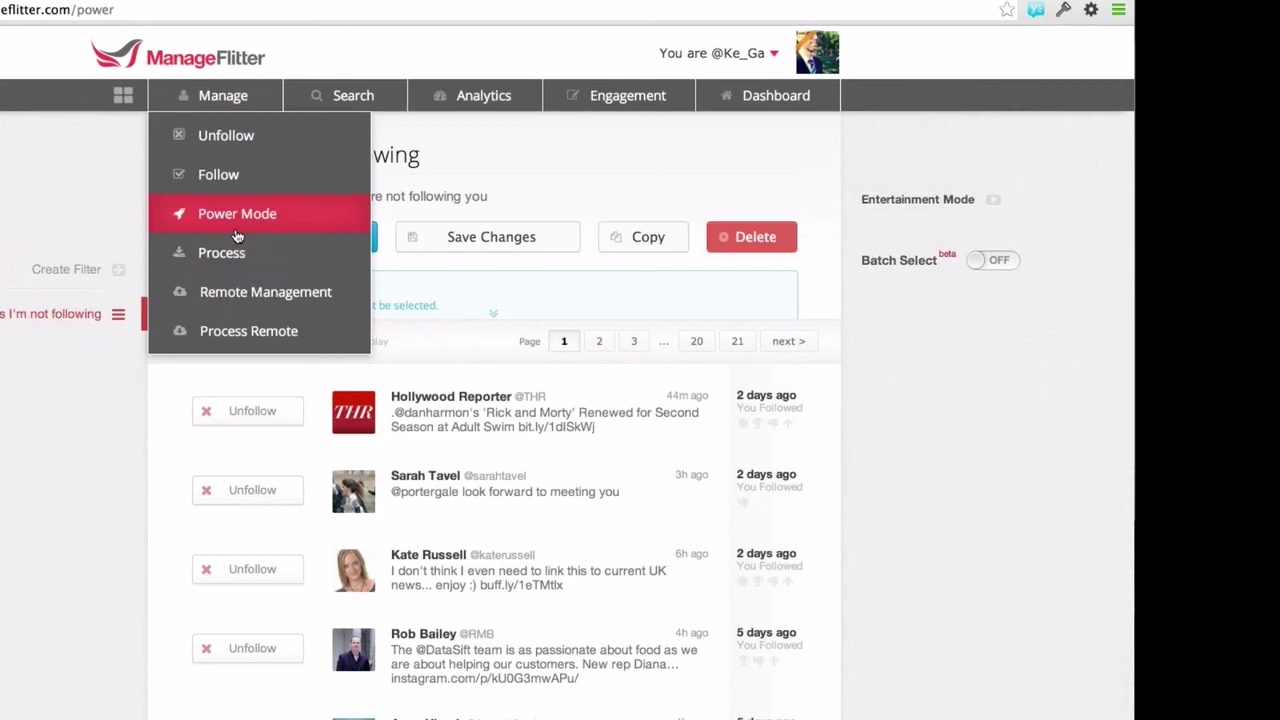 eflitter.com/power
ManageFlitter
You are @Ke_Ga
Manage
Search
Analytics
Engagement
Dashboard
Unfollow
Follow
Power Mode
Process
Remote Management
Process Remote
wing
re not following you
Save Changes
Copy
Delete
Entertainment Mode
Batch Select beta
OFF
Create Filter
s I'm not following
t be selected.
play
Page 1 2 3 ... 20 21 next >
Unfollow
THR
Hollywood Reporter @THR
44m ago
.@danharmon's 'Rick and Morty' Renewed for Second
Season at Adult Swim bit.ly/1dISkWj
2 days ago
You Followed
Unfollow
Sarah Tavel @sarahtavel
3h ago
@portergale look forward to meeting you
2 days ago
You Followed
Unfollow
Kate Russell @katerussell
6h ago
I don't think I even need to link this to current UK
news... enjoy :) buff.ly/1eTMtlx
2 days ago
You Followed
Unfollow
Rob Bailey @RMB
4h ago
The @DataSift team is as passionate about food as we
are about helping our customers. New rep Diana...
instagram.com/p/kU0G3mwAPu/
5 days ago
You Followed